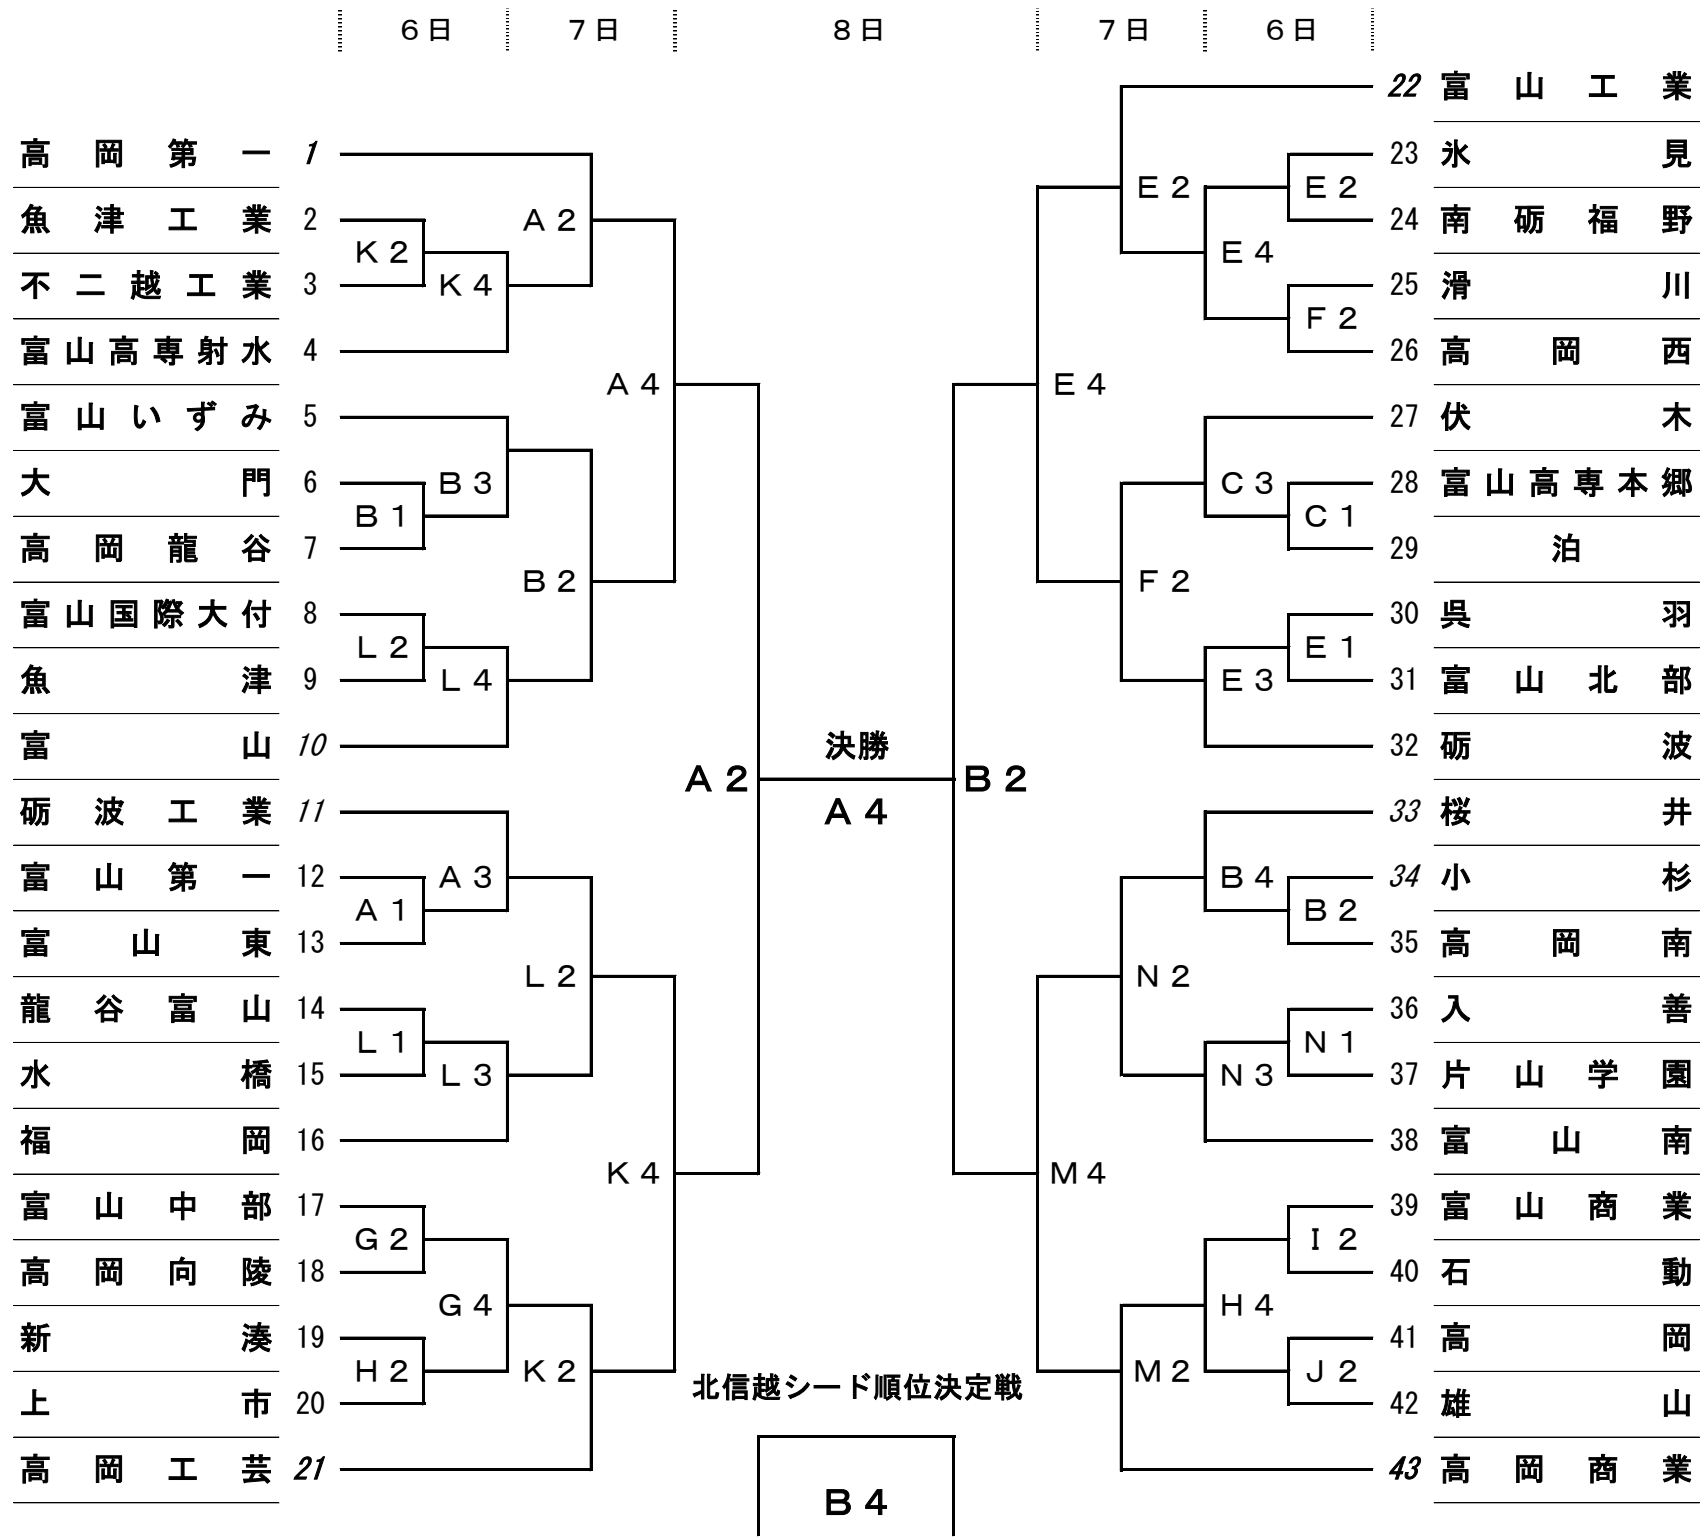 6日 7日 8日 7日 6日
22 富山工業
高岡第一 1
23 氷見
E2 E2
魚津工業 2 A2
24 南砺福野
K2 E4
不二越工業 3 K4
25 滑川
F2
富山高専射水 4
26 高岡西
A4 E4
富山いずみ 5
27 伏木
大門 6 B3
C3 28 富山高専本郷
B1 C1
高岡龍谷 7
29 泊
B2 F2
富山国際大付 8
30 呉羽
L2 E1
魚津 9 L4
E3 31 富山北部
富山 10
決勝
32 砺波
A2 B2
砺波工業 11
A4
33 桜井
富山第一 12 A3
B4 34 小杉
A1 B2
富山東 13
35 高岡南
L2 N2
龍谷富山 14
36 入善
L1 N1
水橋 15 L3
N3 37 片山学園
福岡 16
38 富山南
K4 M4
富山中部 17
39 富山商業
G2 I2
高岡向陵 18
40 石動
G4 H4
新湊 19
41 高岡
H2 K2 M2 J2
北信越シード順位決定戦
上市 20
42 雄山
高岡工芸 21
43 高岡商業
B4